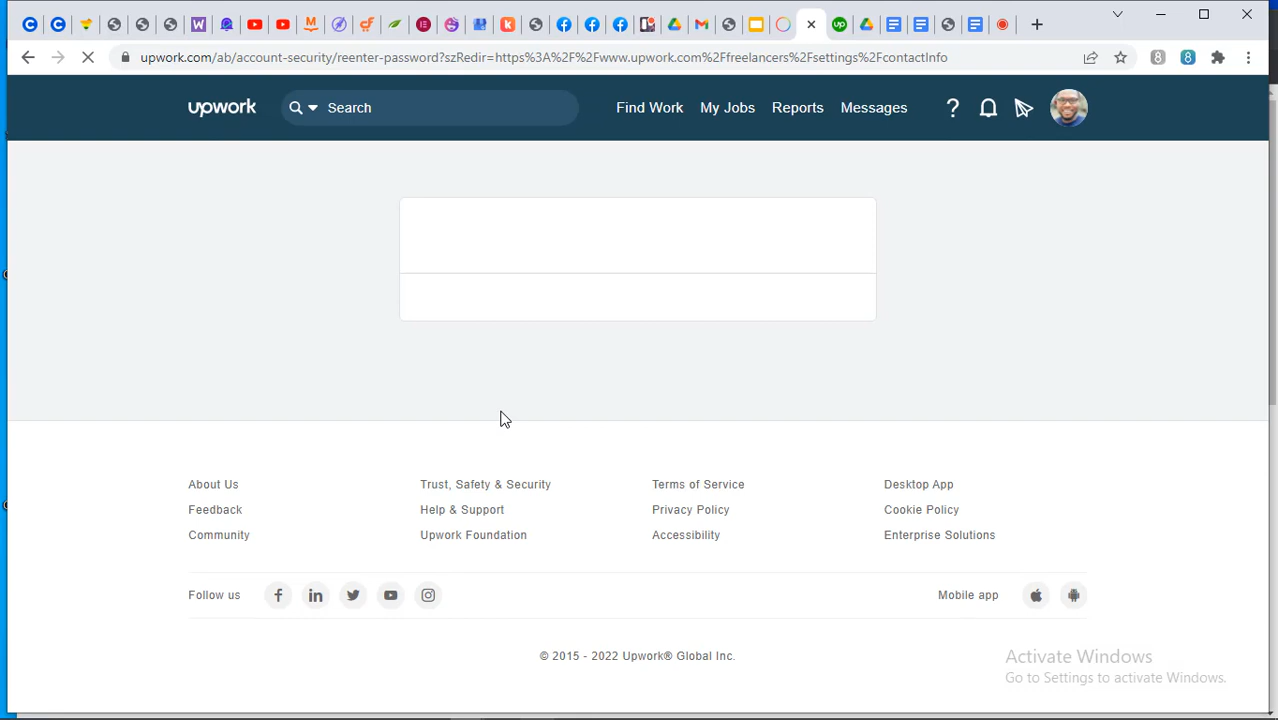 upwork.com/ab/account-security/reenter-password?szRedir=https%3A%2F%2Fwww.upwork.com%2Ffreelancers%2Fsettings%2FcontactInfo
upwork Search Find Work My Jobs Reports Messages
About Us Trust, Safety & Security Terms of Service Desktop App
Feedback Help & Support Privacy Policy Cookie Policy
Community Upwork Foundation Accessibility Enterprise Solutions
Follow us Mobile app
© 2015 - 2022 Upwork® Global Inc.
Activate Windows
Go to Settings to activate Windows.